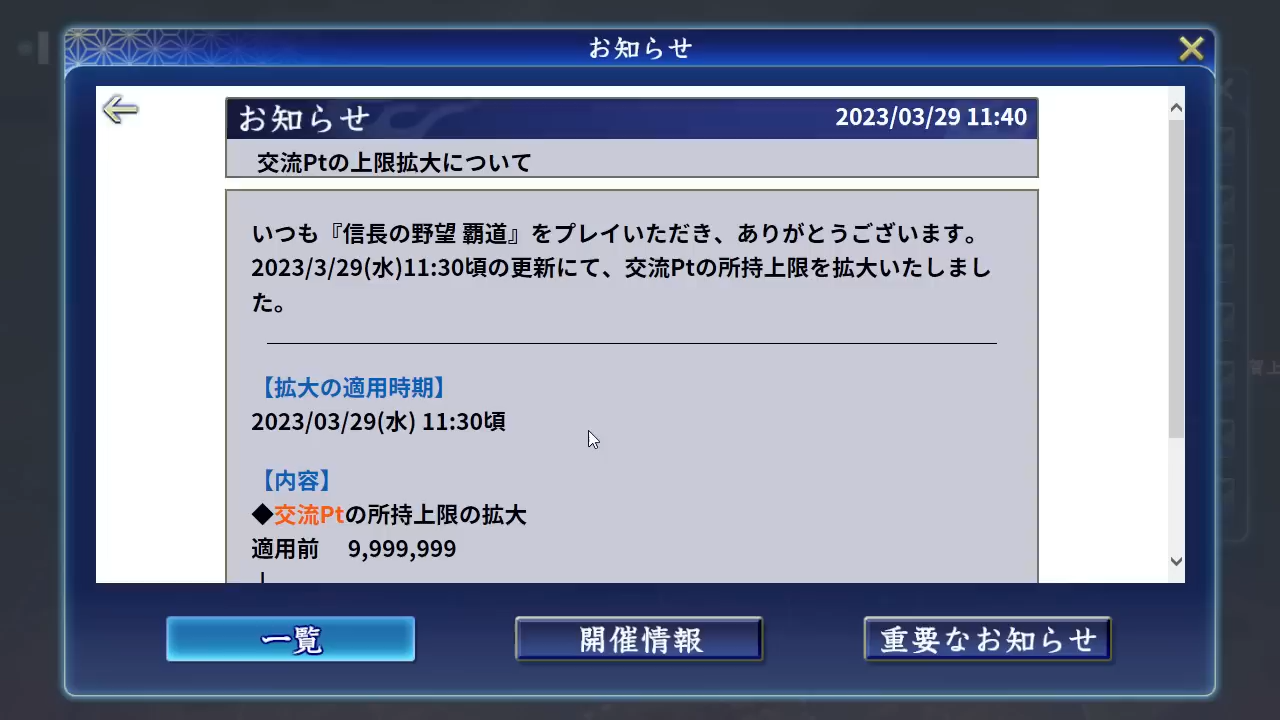 お知らせ
お知らせ 2023/03/29 11:40
交流Ptの上限拡大について
いつも『信長の野望 覇道』をプレイいただき、ありがとうございます。
2023/3/29(水)11:30頃の更新にて、交流Ptの所持上限を拡大いたしまし
た。
【拡大の適用時期】
2023/03/29(水) 11:30頃
【内容】
◆交流Ptの所持上限の拡大
適用前 9,999,999
一覧 開催情報 重要なお知らせ